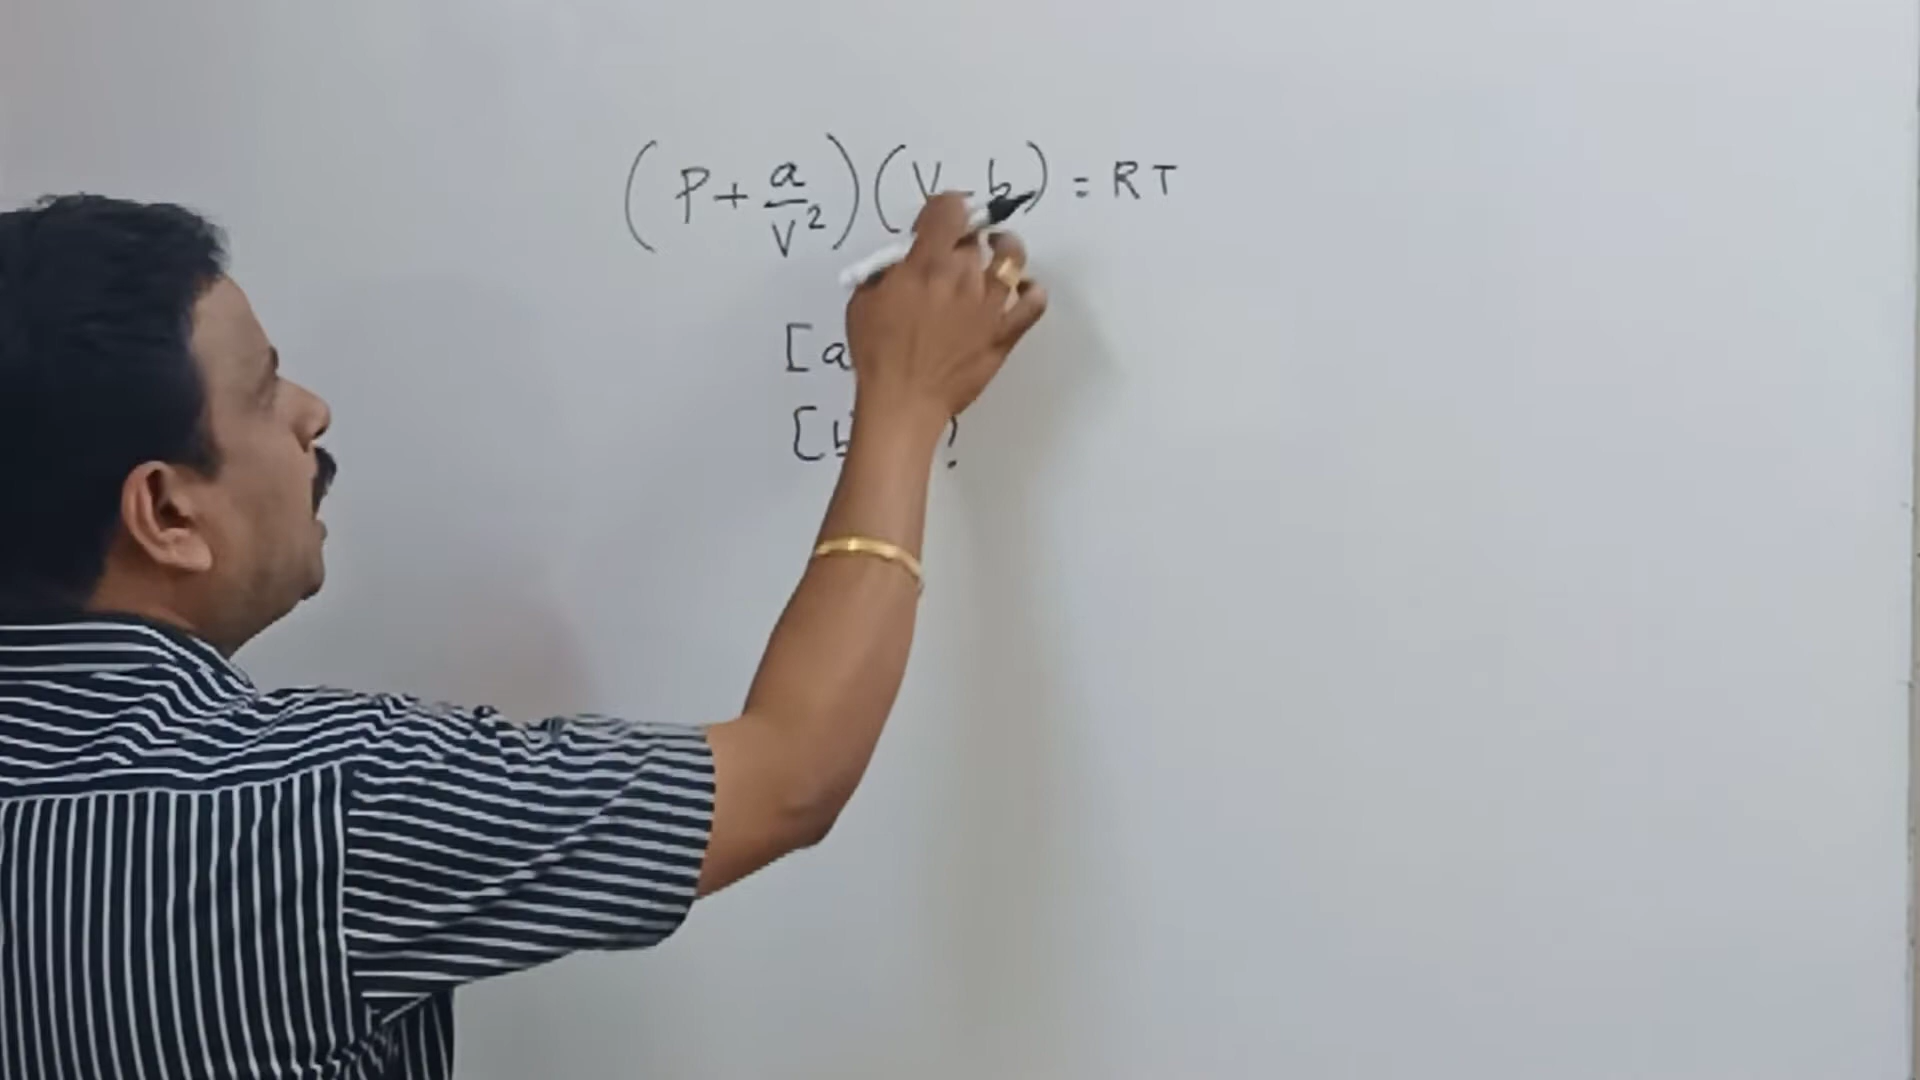 (P + a/V²)(V - b) = RT
[a
[b ?